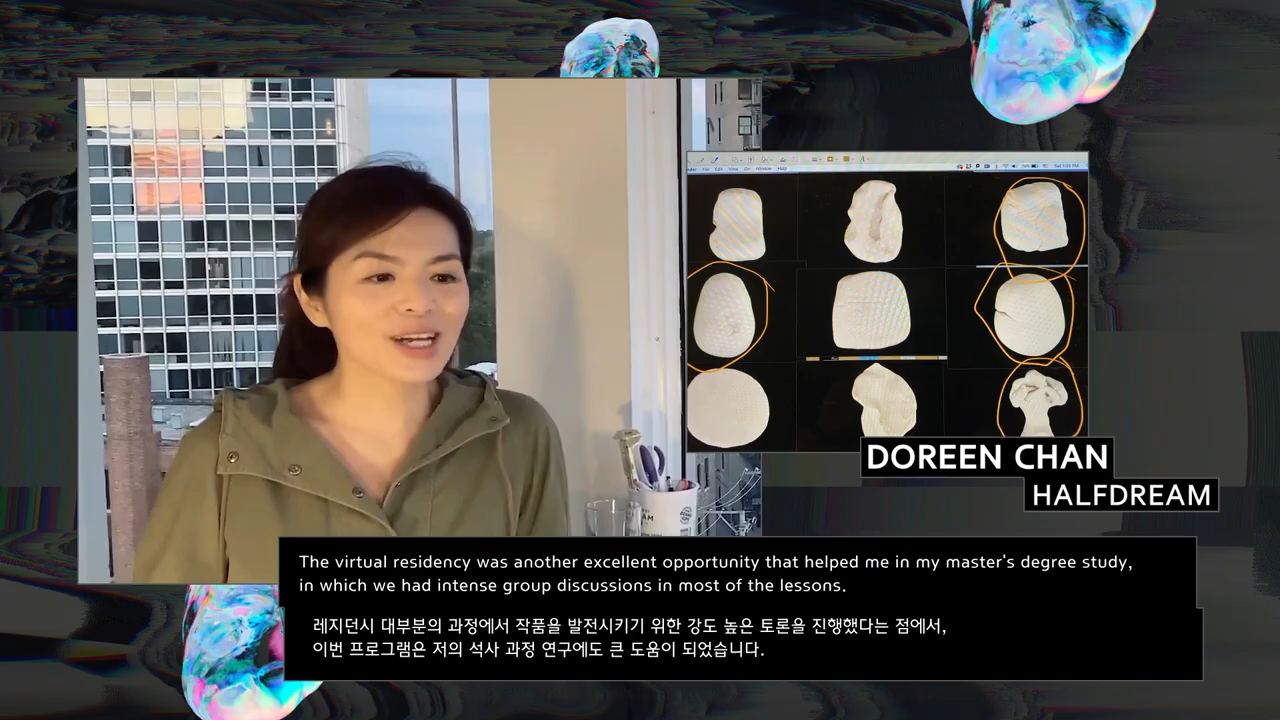 DOREEN CHAN
HALFDREAM
The virtual residency was another excellent opportunity that helped me in my master's degree study,
in which we had intense group discussions in most of the lessons.
레지던시 대부분의 과정에서 작품을 발전시키기 위한 강도 높은 토론을 진행했다는 점에서,
이번 프로그램은 저의 석사 과정 연구에도 큰 도움이 되었습니다.